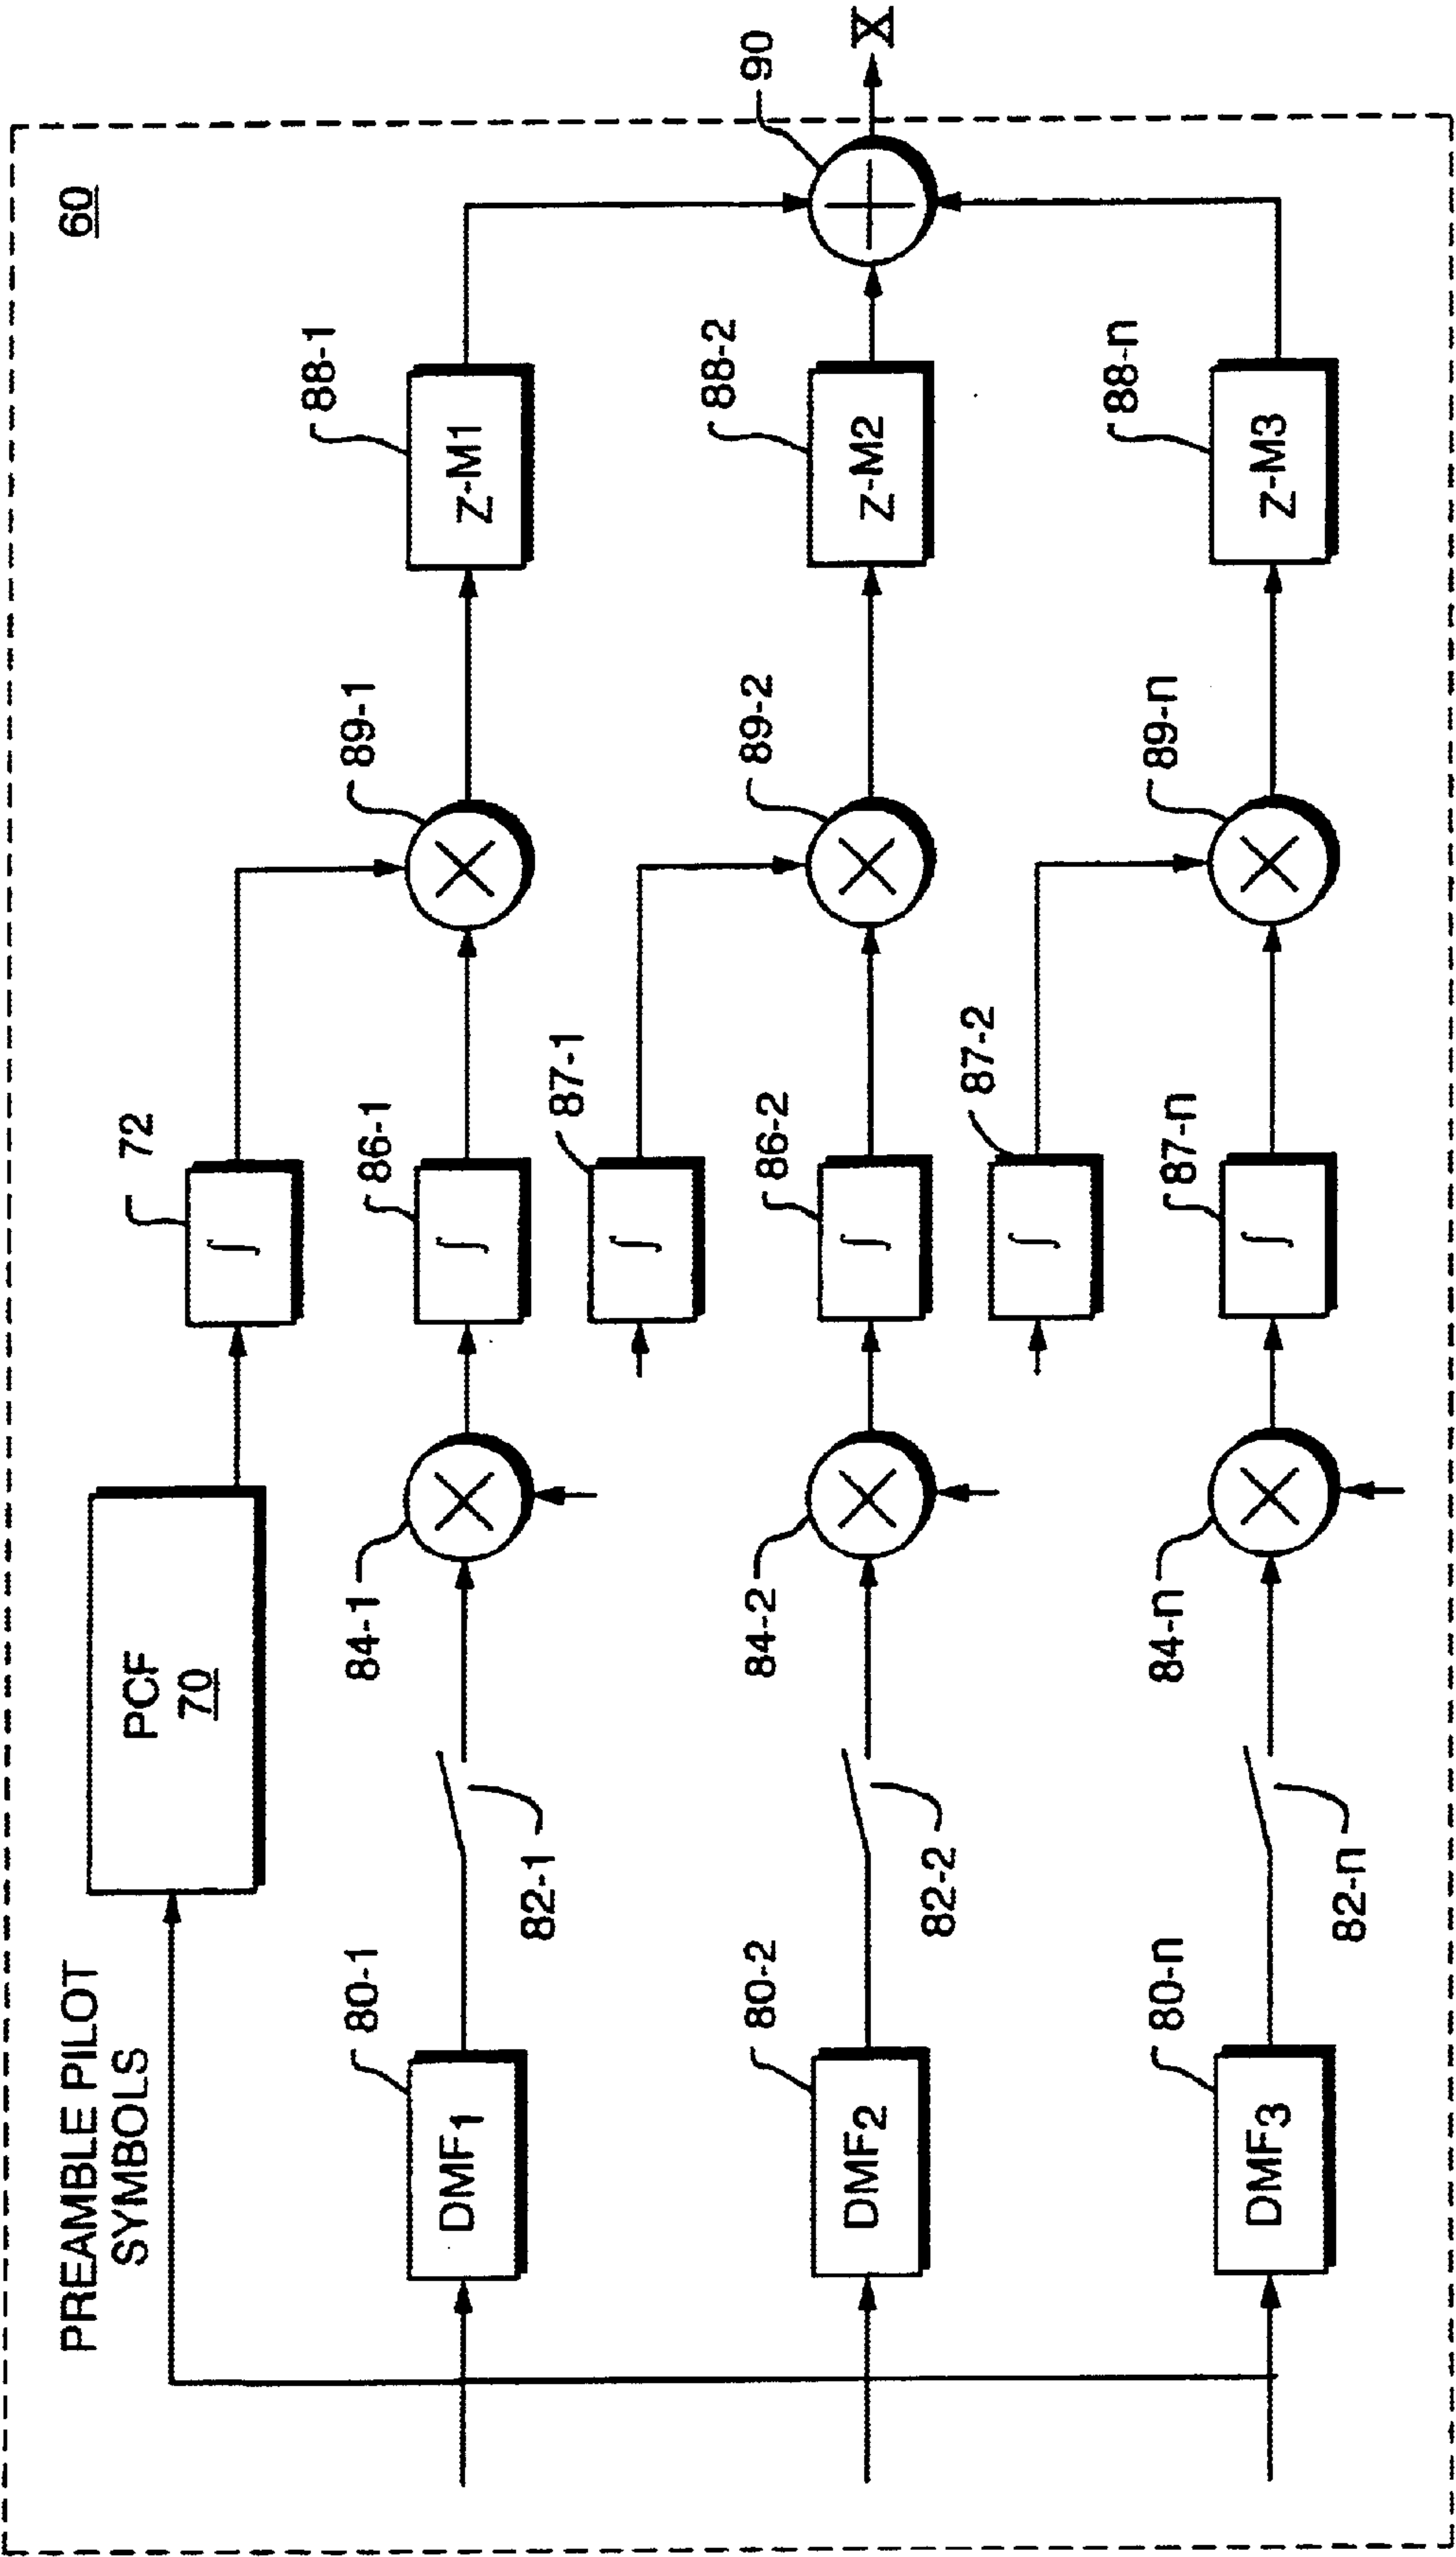 60
PREAMBLE PILOT
SYMBOLS
PCF
70
72
∫
80-1
DMF1
82-1
84-1
86-1
∫
89-1
88-1
Z-M1
87-1
∫
90
X
80-2
DMF2
82-2
84-2
86-2
∫
89-2
88-2
Z-M2
87-2
∫
80-n
DMF3
82-n
84-n
87-n
∫
89-n
88-n
Z-M3